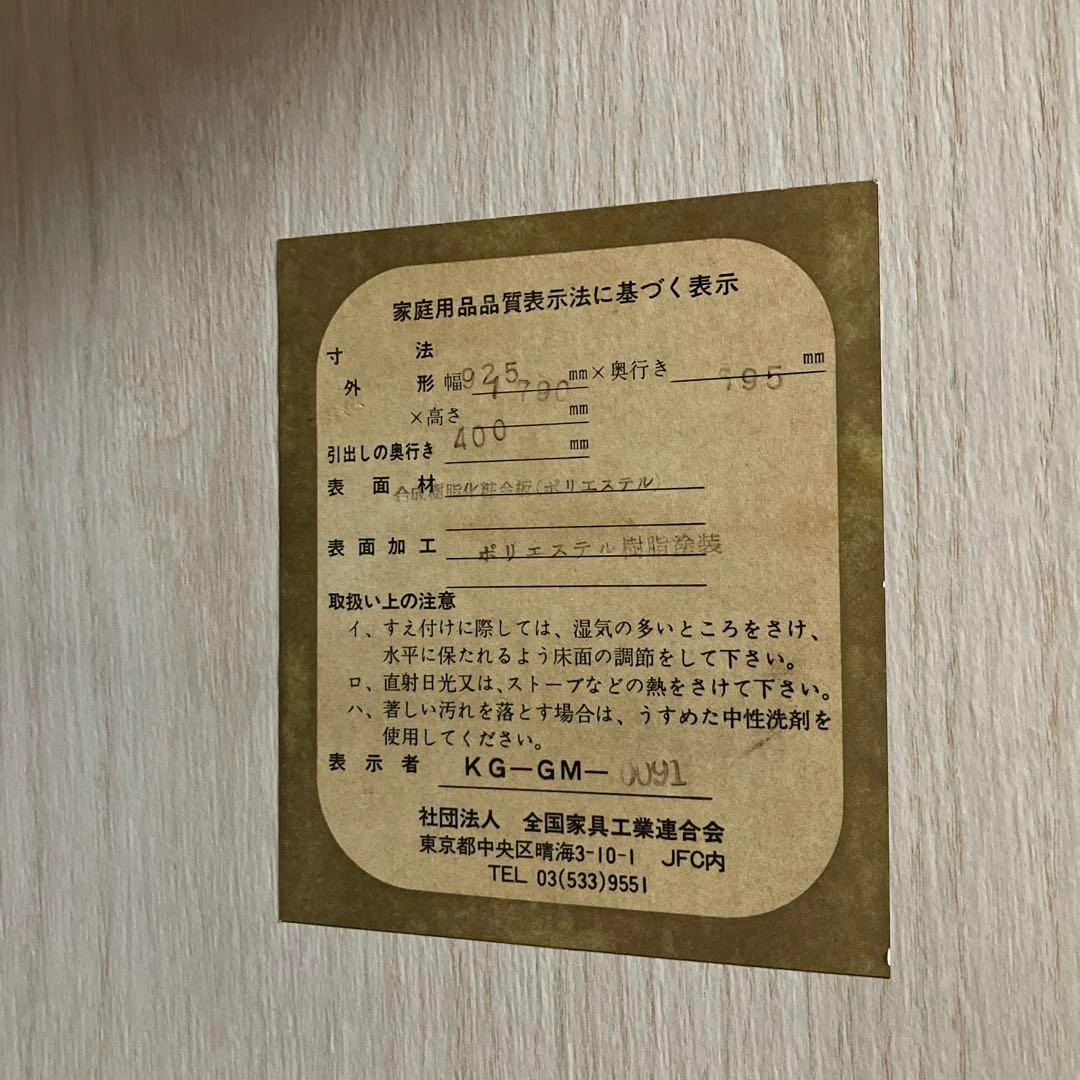 家庭用品品質表示法に基づく表示
寸法
外形 幅 925 mm × 奥行き 595 mm
×高さ 1790 mm
引出しの奥行き 400 mm
表面材 合成樹脂化粧合板(ポリエステル)
表面加工 ポリエステル樹脂塗装
取扱い上の注意
イ、すえ付けに際しては、湿気の多いところをさけ、
水平に保たれるよう床面の調節をして下さい。
ロ、直射日光又は、ストーブなどの熱をさけて下さい。
ハ、著しい汚れを落とす場合は、うすめた中性洗剤を
使用してください。
表示者 KG-GM-0091
社団法人 全国家具工業連合会
東京都中央区晴海3-10-1 JFC内
TEL 03(533)9551